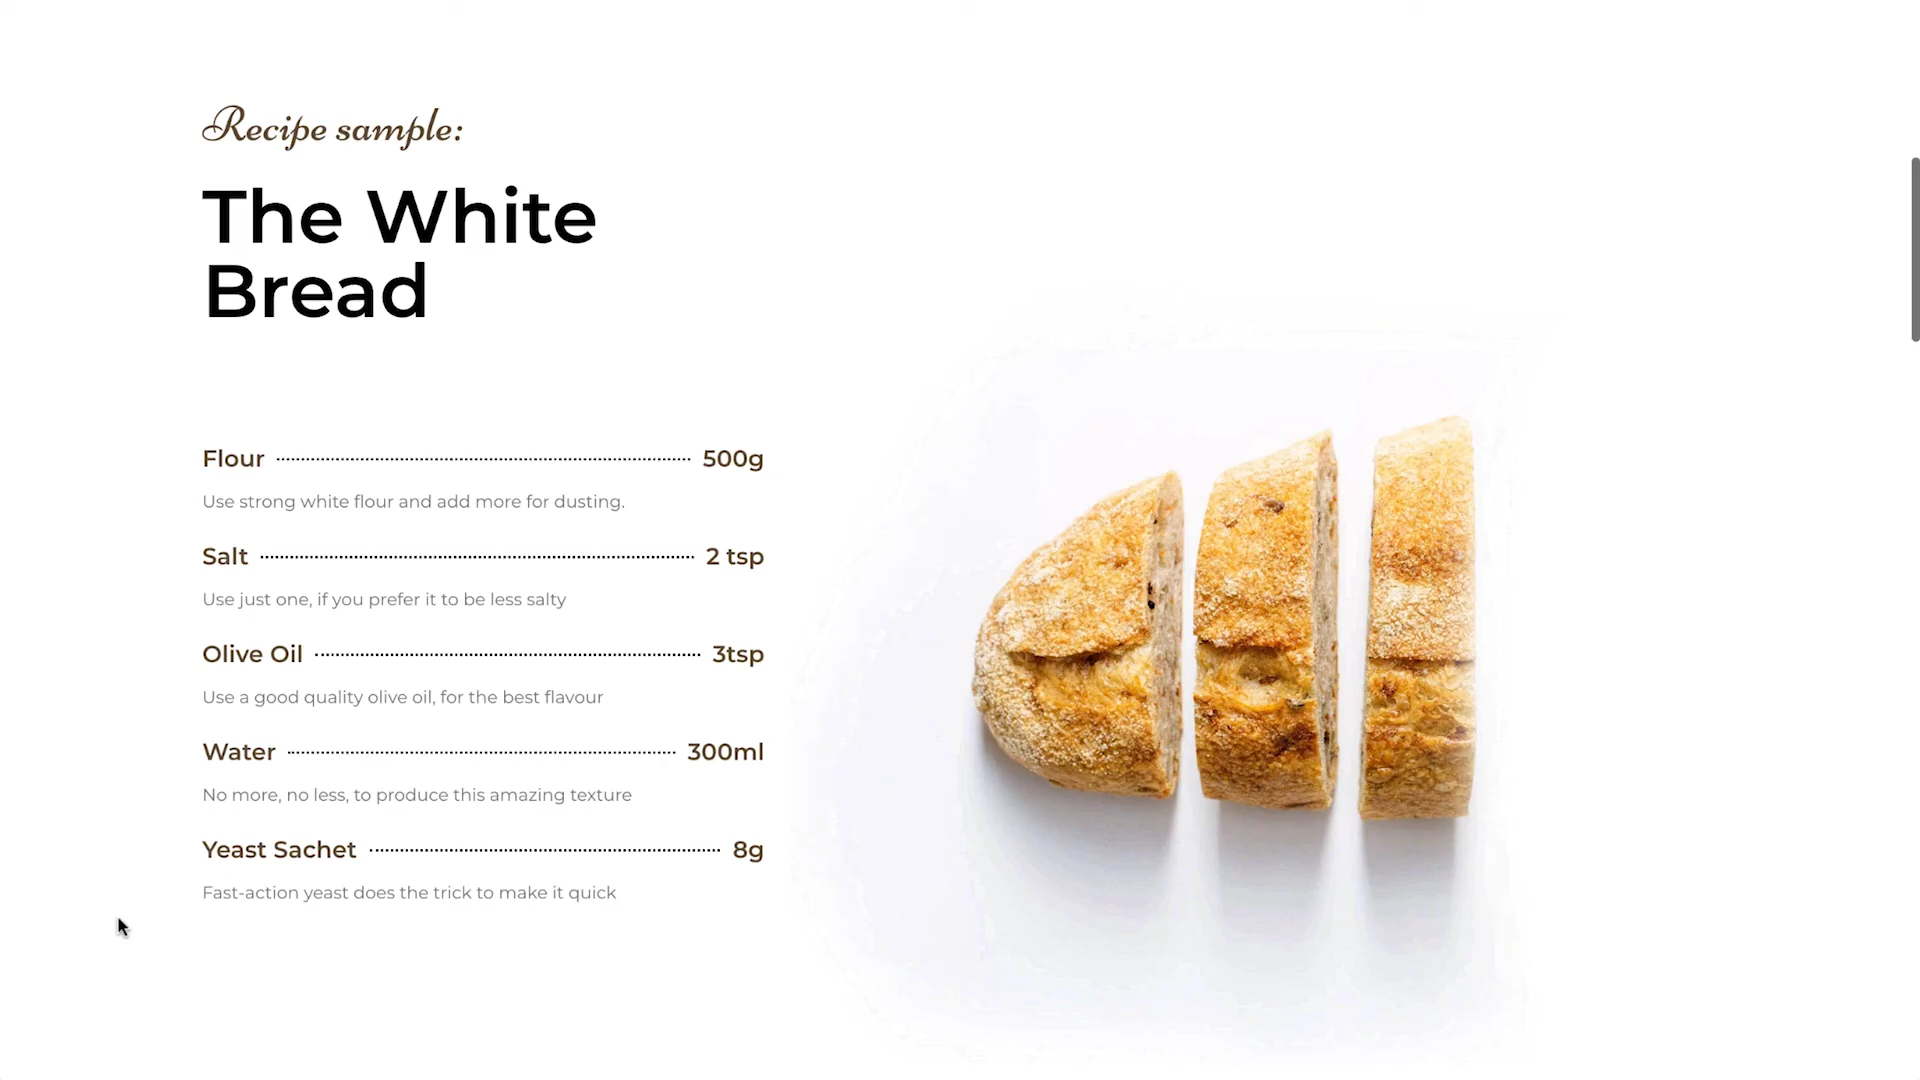 Recipe sample:
The White
Bread
Flour 500g
Use strong white flour and add more for dusting.
Salt 2 tsp
Use just one, if you prefer it to be less salty
Olive Oil 3tsp
Use a good quality olive oil, for the best flavour
Water 300ml
No more, no less, to produce this amazing texture
Yeast Sachet 8g
Fast-action yeast does the trick to make it quick